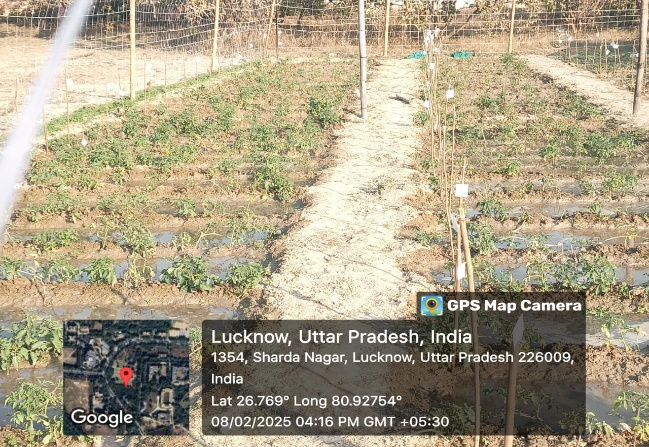 GPS Map Camera
Lucknow, Uttar Pradesh, India
1354, Sharda Nagar, Lucknow, Uttar Pradesh 226009,
India
Lat 26.769° Long 80.92754°
08/02/2025 04:16 PM GMT +05:30
Google